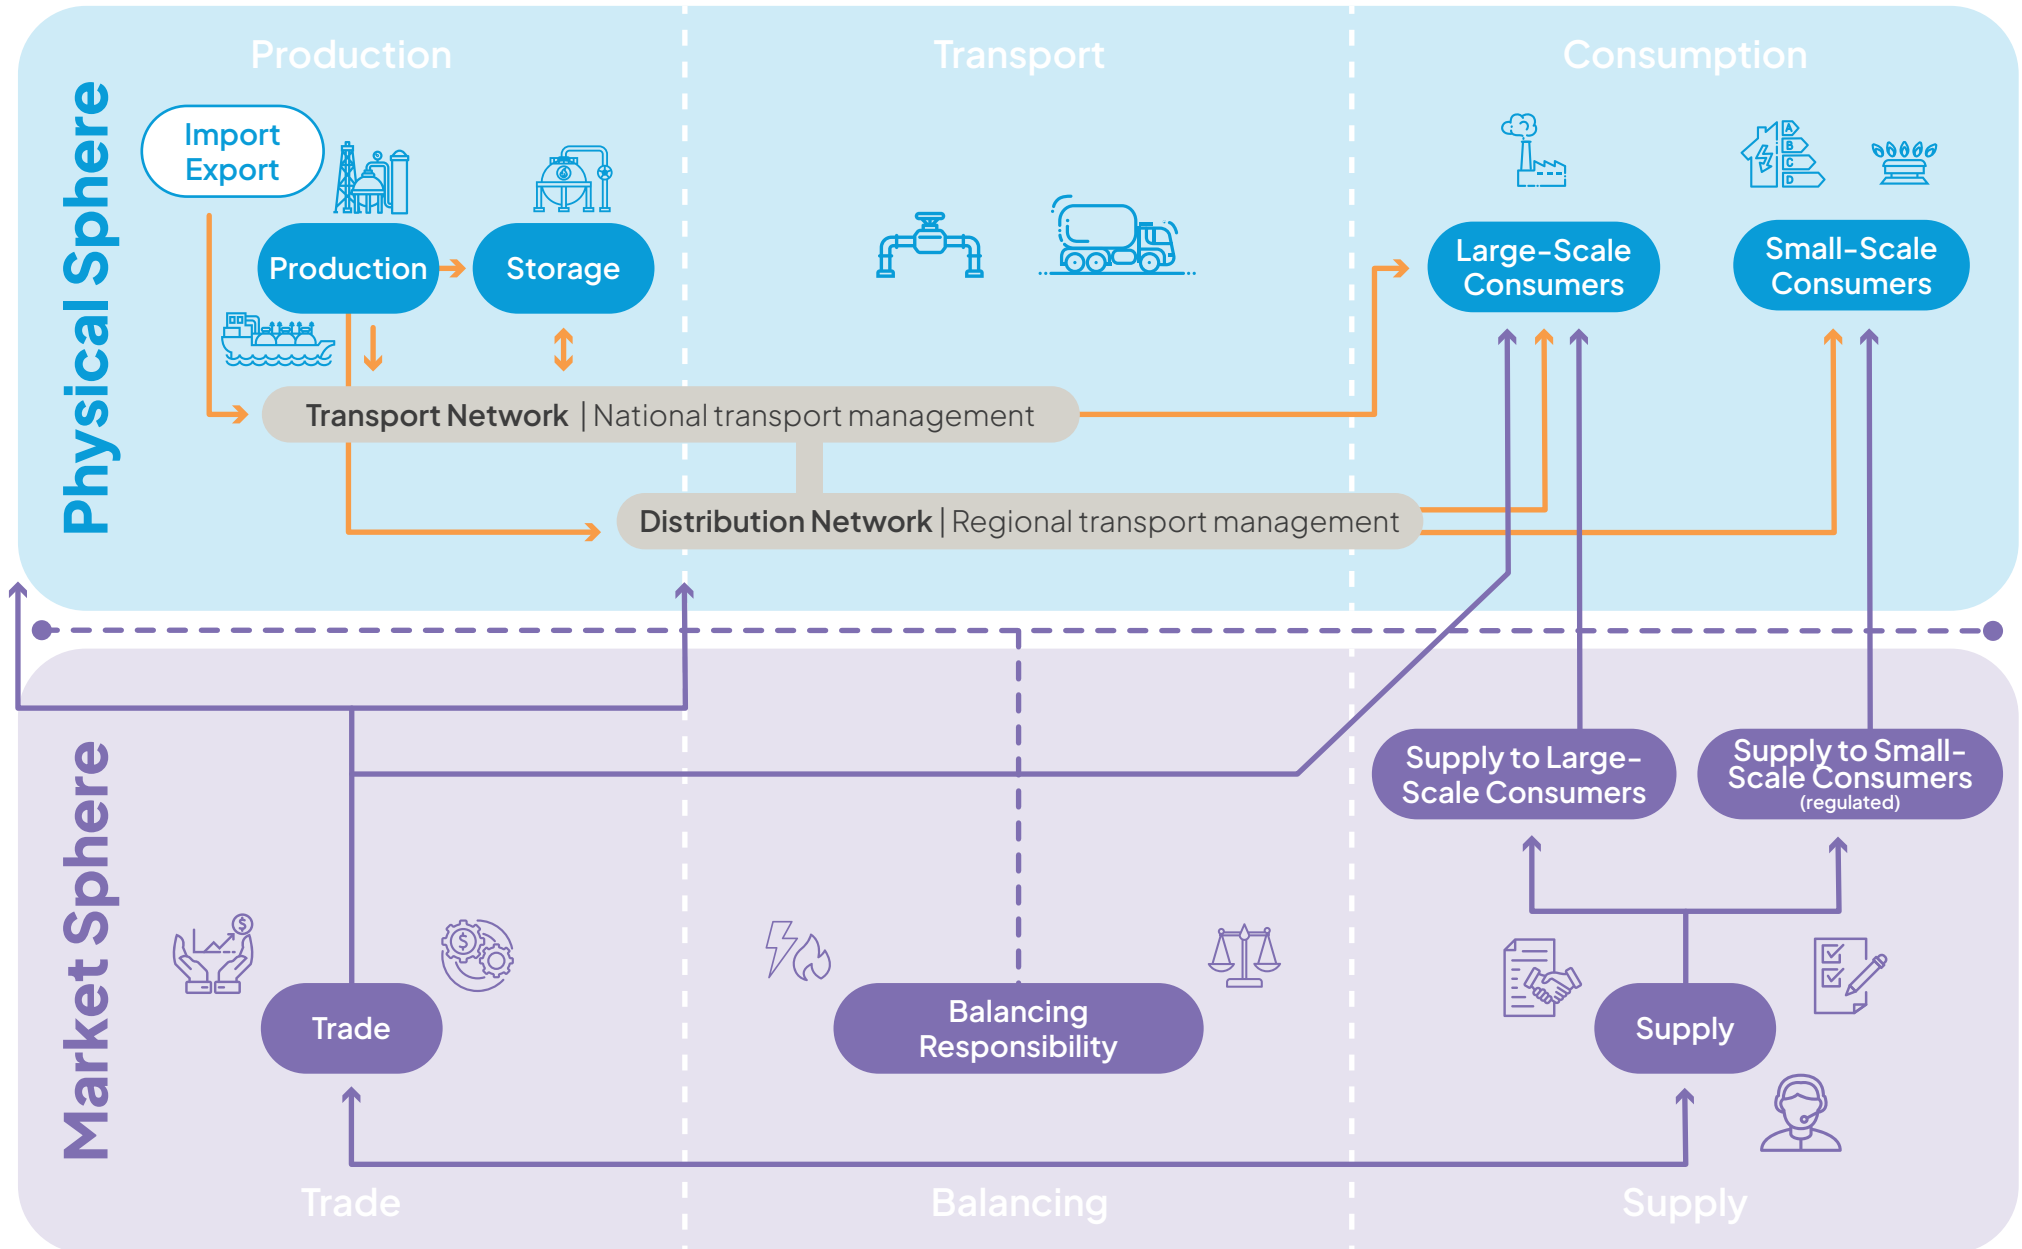 Production
Transport
Consumption
Physical Sphere
Import
Export
A
B
C
D
Production
Storage
Large-Scale
Consumers
Small-Scale
Consumers
Transport Network | National transport management
Distribution Network | Regional transport management
Market Sphere
Supply to Large-
Scale Consumers
Supply to Small-
Scale Consumers
(regulated)
$
$
Trade
Balancing
Responsibility
Supply
Trade
Balancing
Supply